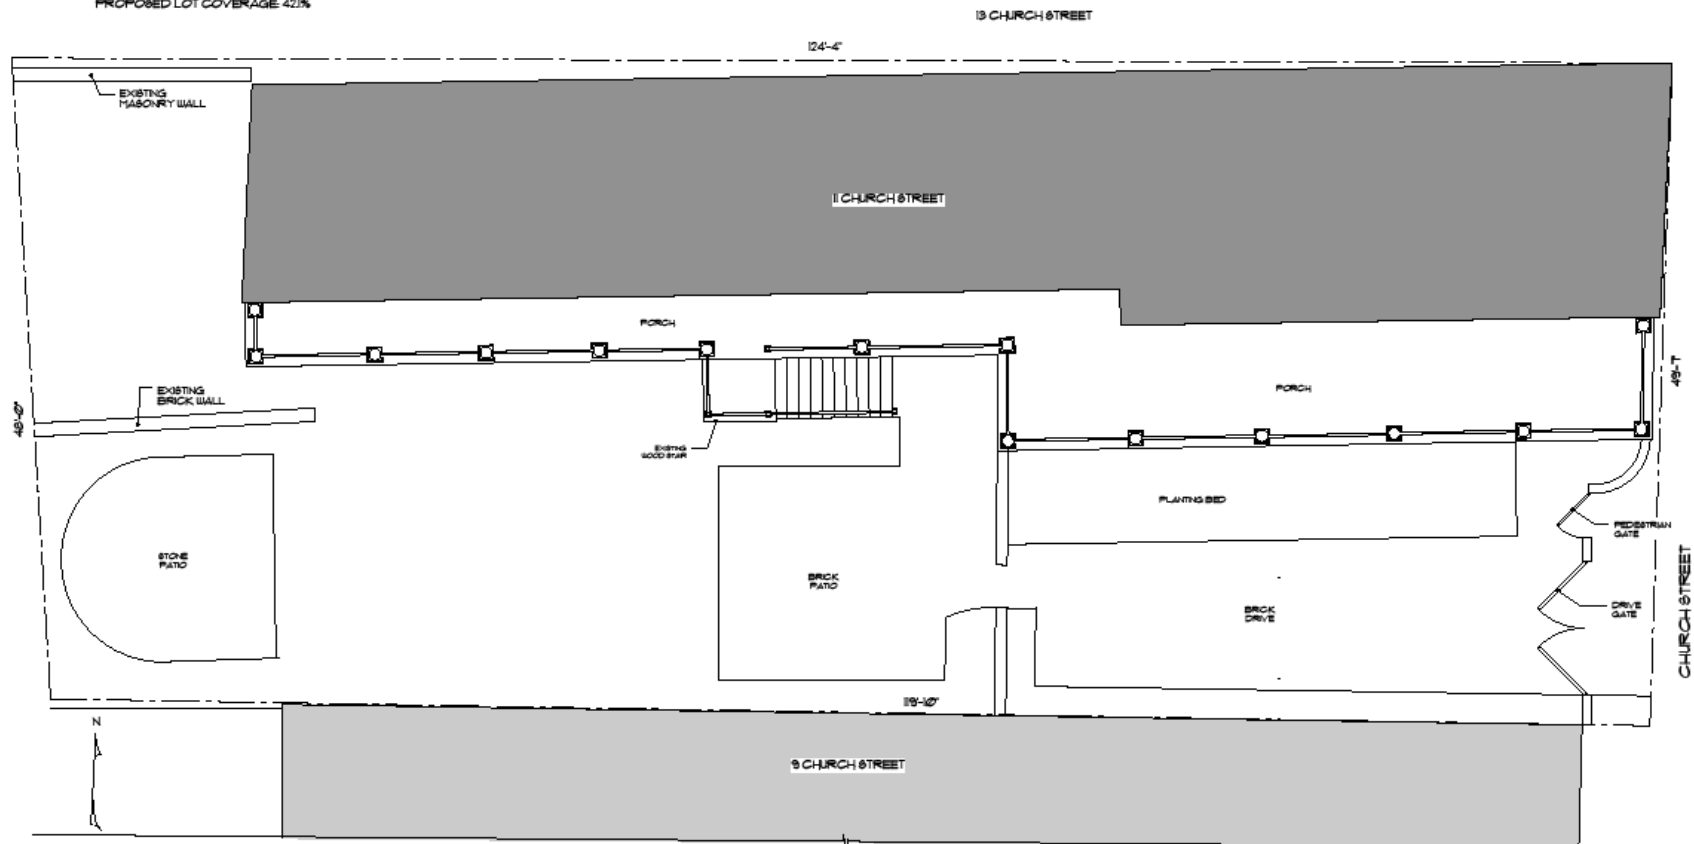 PROPOSED LOT COVERAGE 42.1%
13 CHURCH STREET
124'-4"
EXISTING
MASONRY WALL
11 CHURCH STREET
PORCH
EXISTING
BRICK WALL
48'-0"
49'-7
PORCH
EXISTING
WOOD STAIR
PLANTING BED
PEDESTRIAN
GATE
STONE
PATIO
BRICK
PATIO
BRICK
DRIVE
DRIVE
GATE
CHURCH STREET
119'-10"
N
9 CHURCH STREET